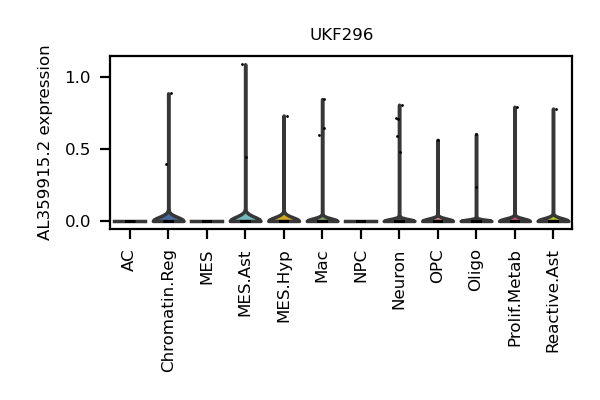 UKF296
AL359915.2 expression
1.0
0.5
0.0
AC
Chromatin.Reg
MES
MES.Ast
MES.Hyp
Mac
NPC
Neuron
OPC
Oligo
Prolif.Metab
Reactive.Ast